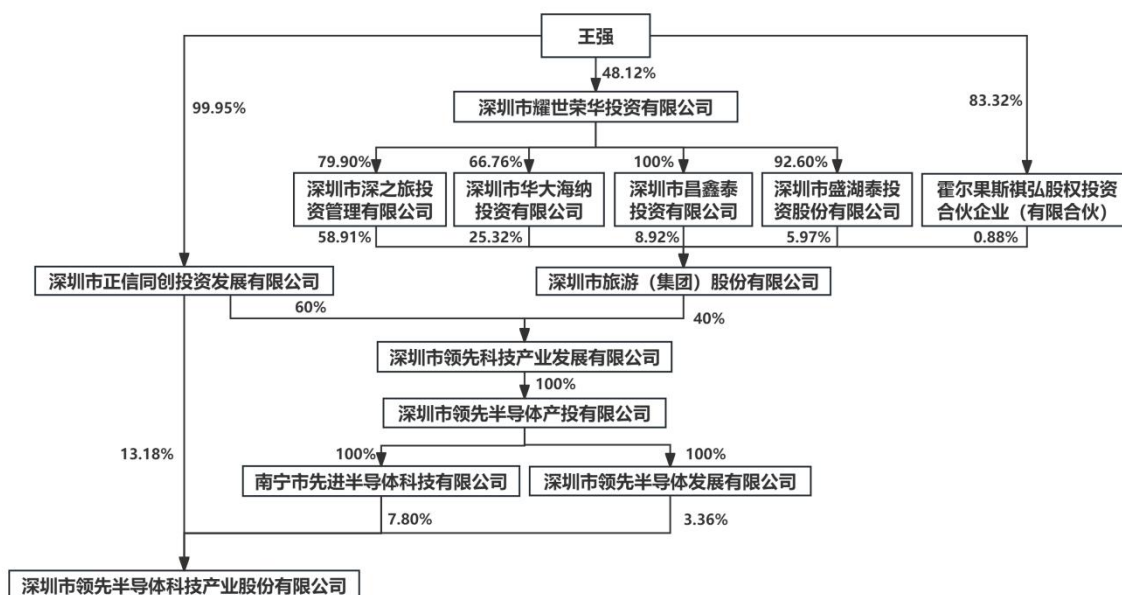 王强
48.12%
99.95%
83.32%
深圳市耀世荣华投资有限公司
79.90%
66.76%
100%
92.60%
深圳市深之旅投
资管理有限公司
深圳市华大海纳
投资有限公司
深圳市昌鑫泰
投资有限公司
深圳市盛湖泰投
资股份有限公司
霍尔果斯祺弘股权投资
合伙企业（有限合伙）
58.91%
25.32%
8.92%
5.97%
0.88%
深圳市正信同创投资发展有限公司
深圳市旅游（集团）股份有限公司
60%
40%
深圳市领先科技产业发展有限公司
100%
深圳市领先半导体产投有限公司
13.18%
100%
100%
南宁市先进半导体科技有限公司
深圳市领先半导体发展有限公司
7.80%
3.36%
深圳市领先半导体科技产业股份有限公司